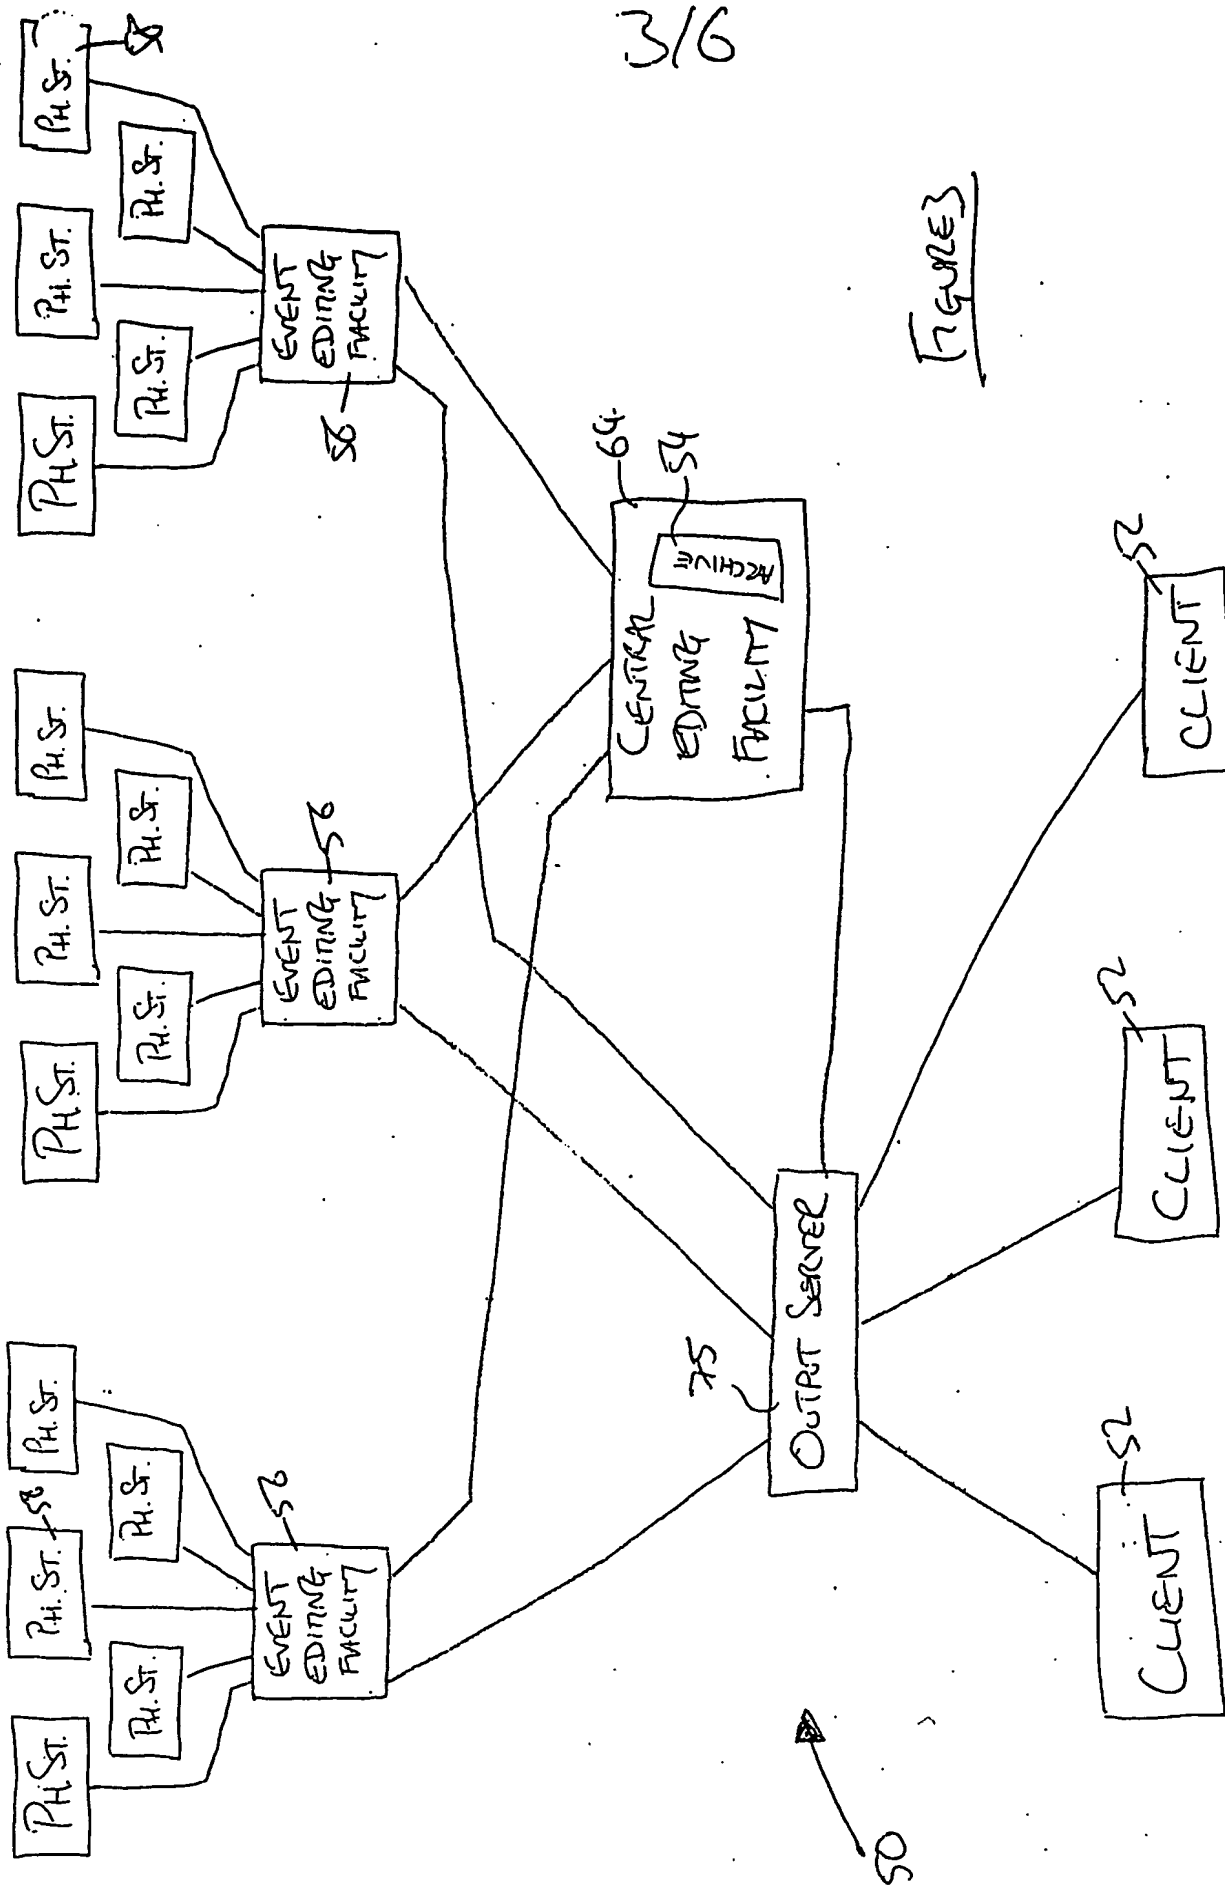 3/6
PH.ST.
PH.ST.
PH.ST. 58
PH.ST.
PH.ST.
PH.ST.
PH.ST.
PH.ST.
PH.ST.
PH.ST.
PH.ST.
PH.ST.
PH.ST.
PH.ST.
PH.ST.
58
EVENT
EDITING
FACILITY
56
EVENT
EDITING
FACILITY
56
EVENT
EDITING
FACILITY
56
CENTRAL
EDITING
FACILITY
64
ARCHIVE
54
75
OUTPUT SERVER
CLIENT
52
CLIENT
52
CLIENT
52
50
FIGURE 3